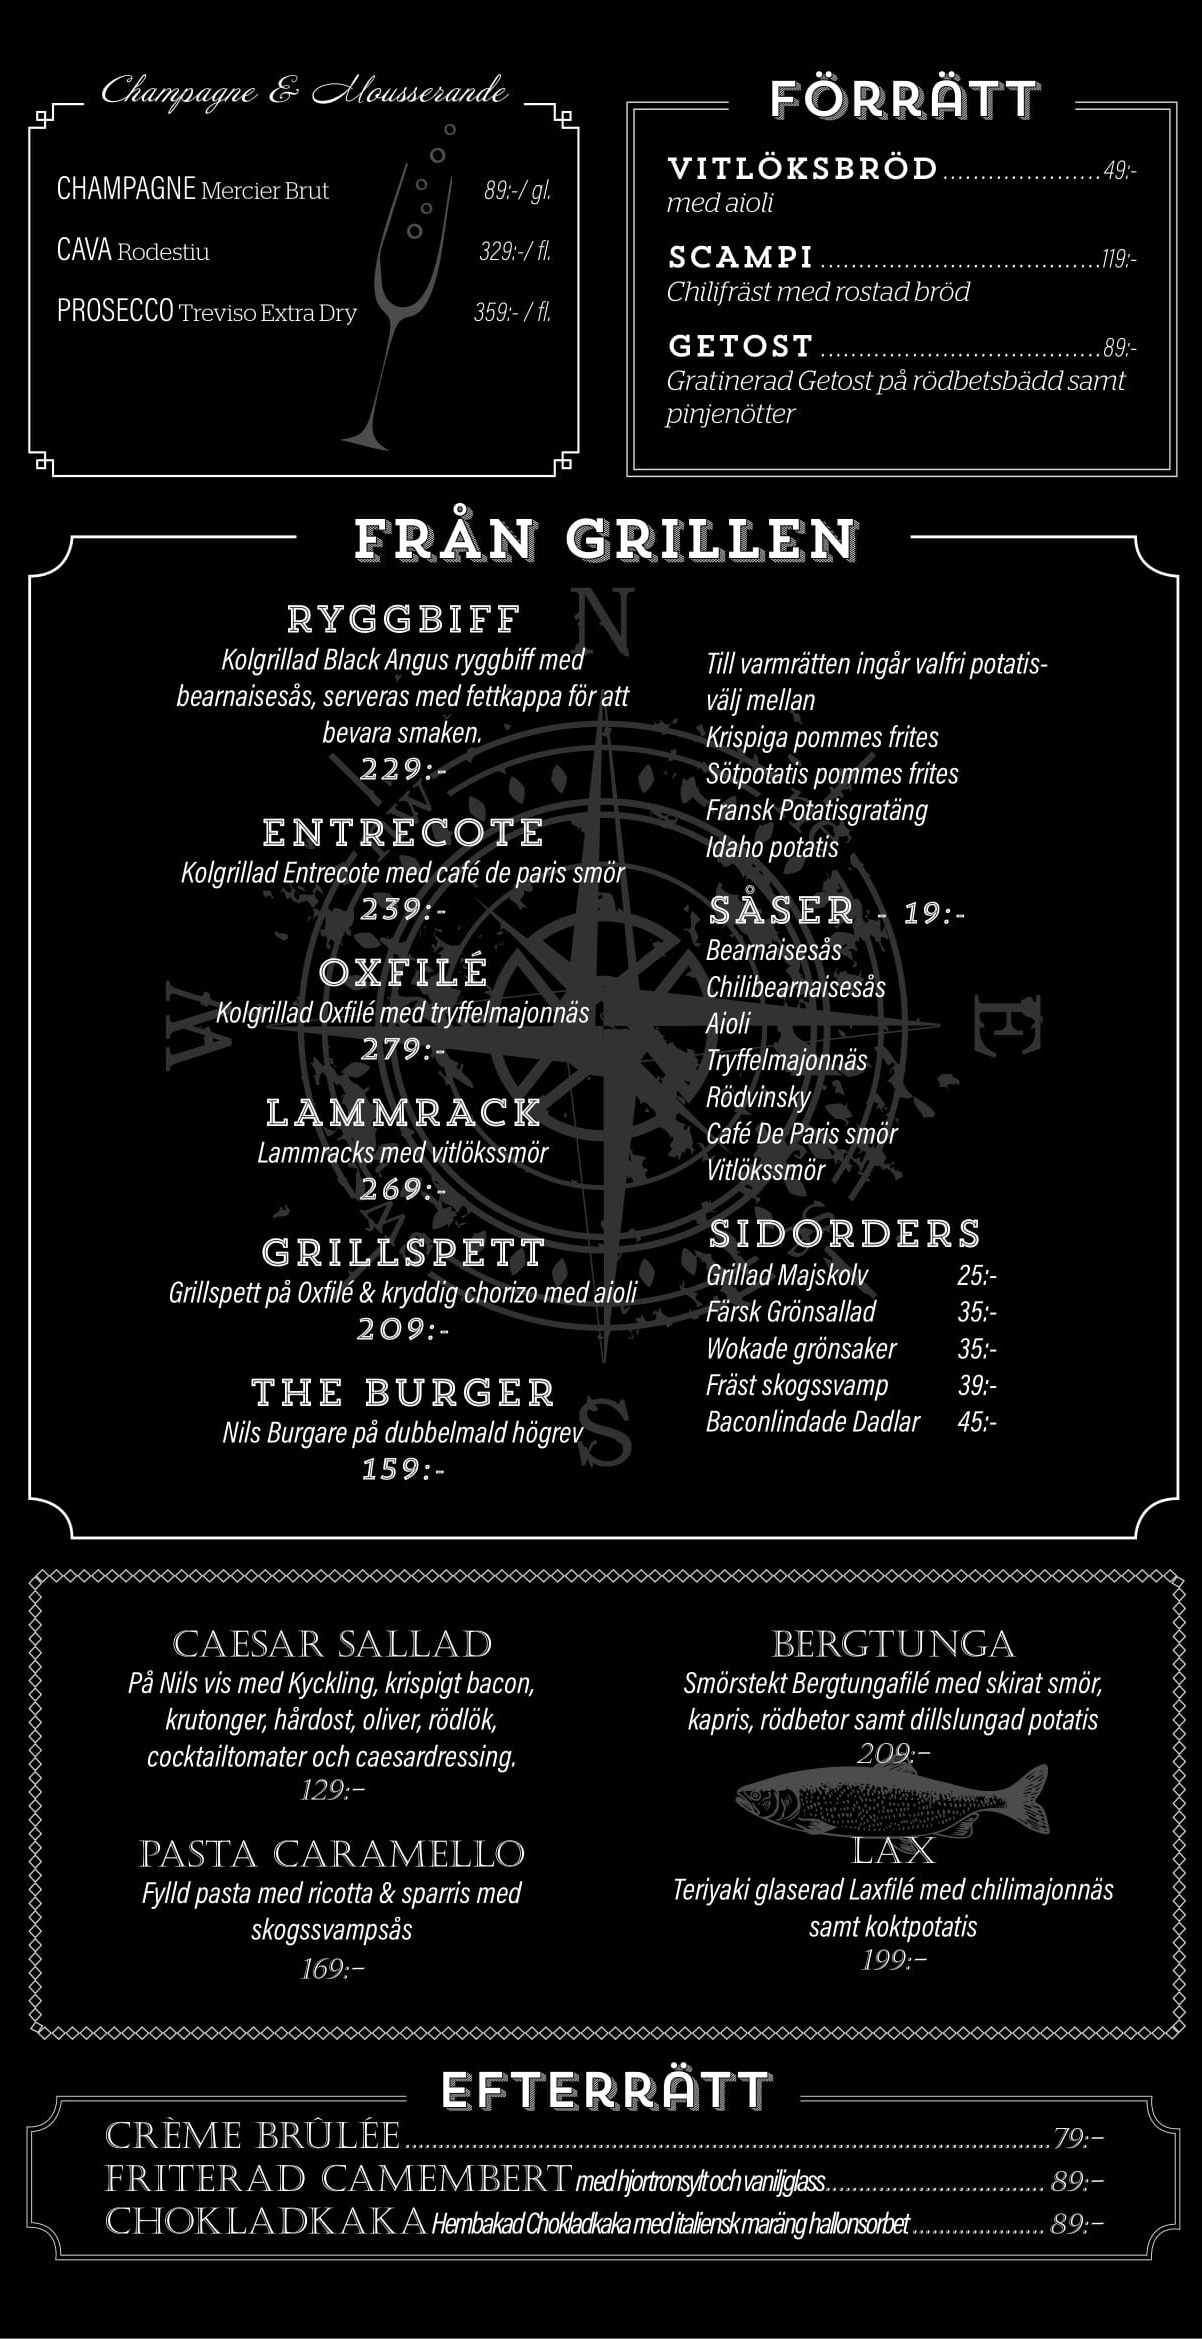 Champagne & Mousserande
CHAMPAGNE Mercier Brut 89:-/ gl.
CAVA Rodestiu 329:-/ fl.
PROSECCO Treviso Extra Dry 359:- / fl.
FÖRRÄTT
VITLÖKSBRÖD.....................49:-
med aioli
SCAMPI.....................................119:-
Chilifräst med rostad bröd
GETOST.....................................89:-
Gratinerad Getost på rödbetsbädd samt
pinjenötter
FRÅN GRILLEN
RYGGBIFF
Kolgrillad Black Angus ryggbiff med
bearnaisesås, serveras med fettkappa för att
bevara smaken.
229:-
ENTRECOTE
Kolgrillad Entrecote med café de paris smör
239:-
OXFILÉ
Kolgrillad Oxfilé med tryffelmajonnäs
279:-
LAMMRACK
Lammracks med vitlökssmör
269:-
GRILLSPETT
Grillspett på Oxfilé & kryddig chorizo med aioli
209:-
THE BURGER
Nils Burgare på dubbelmald högrev
159:-
Till varmrätten ingår valfri potatis-
välj mellan
Krispiga pommes frites
Sötpotatis pommes frites
Fransk Potatisgratäng
Idaho potatis
SÅSER - 19:-
Bearnaisesås
Chilibearnaisesås
Aioli
Tryffelmajonnäs
Rödvinsky
Café De Paris smör
Vitlökssmör
SIDORDERS
Grillad Majskolv 25:-
Färsk Grönsallad 35:-
Wokade grönsaker 35:-
Fräst skogssvamp 39:-
Baconlindade Dadlar 45:-
N
W
E
S
CAESAR SALLAD
På Nils vis med Kyckling, krispigt bacon,
krutonger, hårdost, oliver, rödlök,
cocktailtomater och caesardressing.
129:-
PASTA CARAMELLO
Fylld pasta med ricotta & sparris med
skogssvampsås
169:-
BERGTUNGA
Smörstekt Bergtungafilé med skirat smör,
kapris, rödbetor samt dillslungad potatis
209:-
LAX
Teriyaki glaserad Laxfilé med chilimajonnäs
samt koktpotatis
199:-
EFTERRÄTT
CRÈME BRÛLÉE....................................................................................................79:-
FRITERAD CAMEMBERT med hjortronsylt och vaniljglass.................................. 89:-
CHOKLADKAKA Hembakad Chokladkaka med italiensk maräng hallonsorbet .................... 89:-